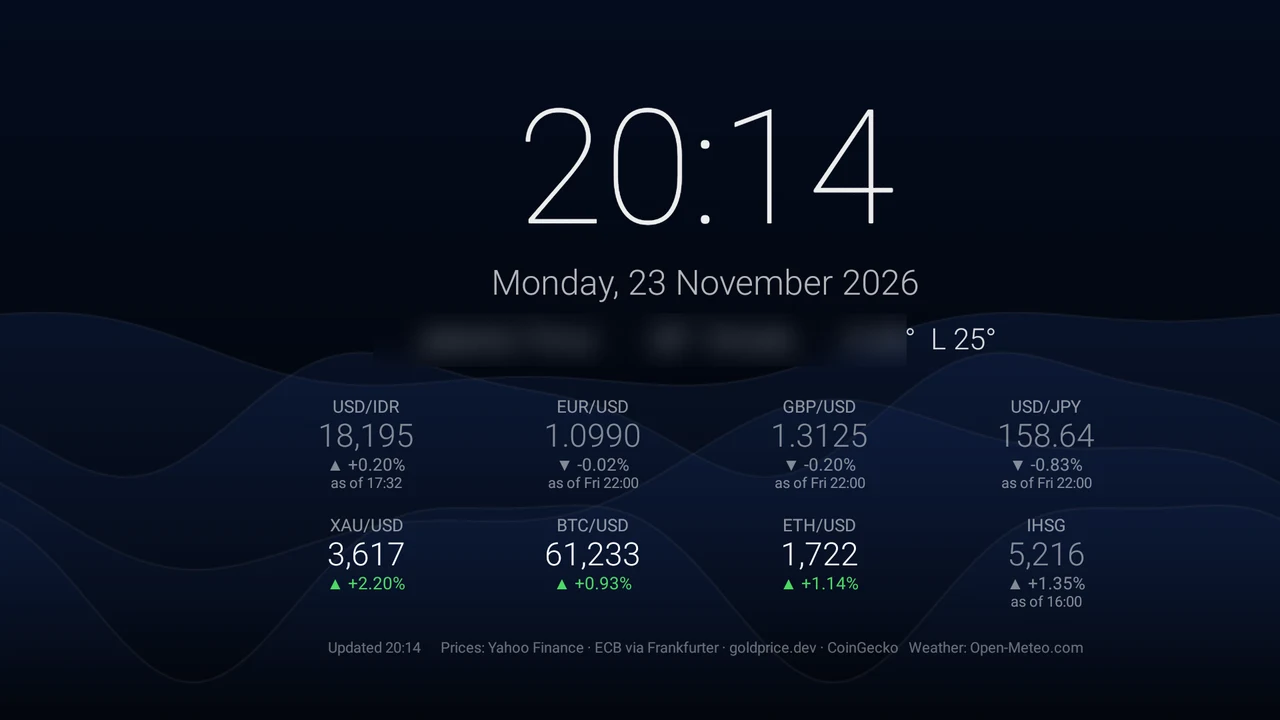 20:14
Monday, 23 November 2026
° L 25°
USD/IDR EUR/USD GBP/USD USD/JPY
18,195 1.0990 1.3125 158.64
▲ +0.20% ▼ -0.02% ▼ -0.20% ▼ -0.83%
as of 17:32 as of Fri 22:00 as of Fri 22:00 as of Fri 22:00
XAU/USD BTC/USD ETH/USD IHSG
3,617 61,233 1,722 5,216
▲ +2.20% ▲ +0.93% ▲ +1.14% ▲ +1.35%
as of 16:00
Updated 20:14 Prices: Yahoo Finance · ECB via Frankfurter · goldprice.dev · CoinGecko Weather: Open-Meteo.com